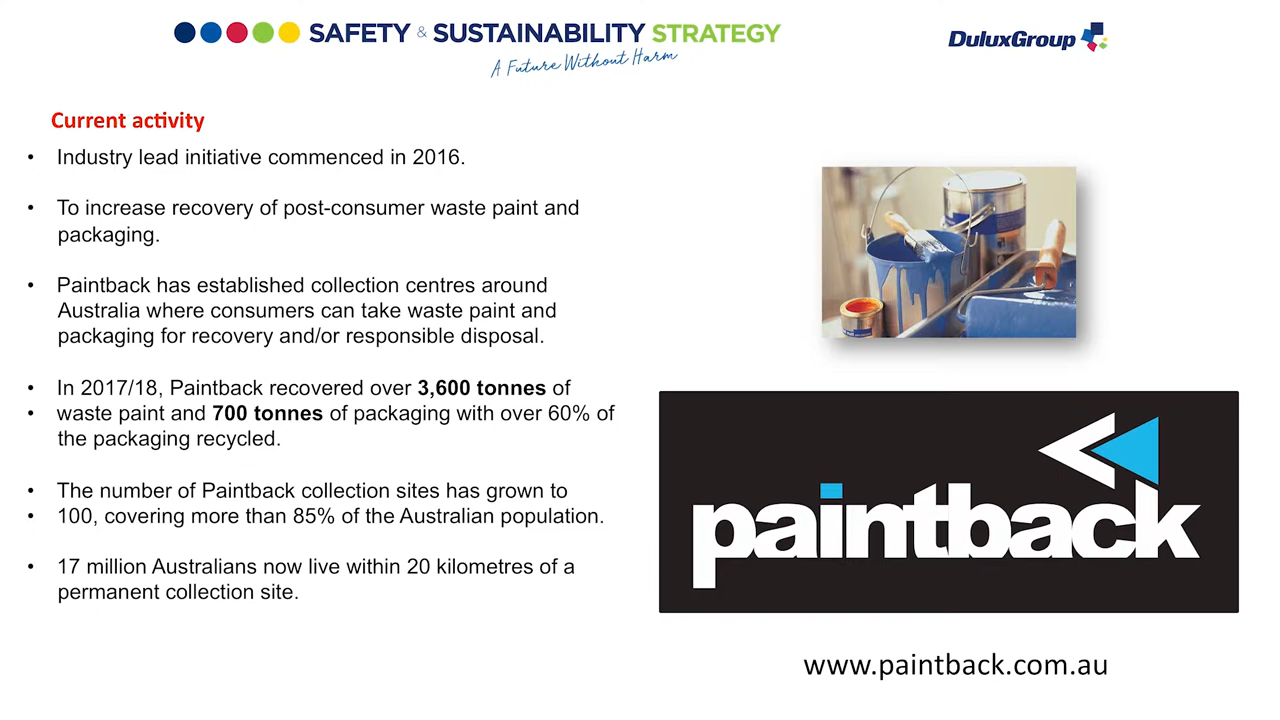 SAFETY & SUSTAINABILITY STRATEGY
A Future Without Harm
DuluxGroup
Current activity
• Industry lead initiative commenced in 2016.
• To increase recovery of post-consumer waste paint and
packaging.
• Paintback has established collection centres around
Australia where consumers can take waste paint and
packaging for recovery and/or responsible disposal.
• In 2017/18, Paintback recovered over 3,600 tonnes of
• waste paint and 700 tonnes of packaging with over 60% of
the packaging recycled.
• The number of Paintback collection sites has grown to
• 100, covering more than 85% of the Australian population.
• 17 million Australians now live within 20 kilometres of a
permanent collection site.
paintback
www.paintback.com.au